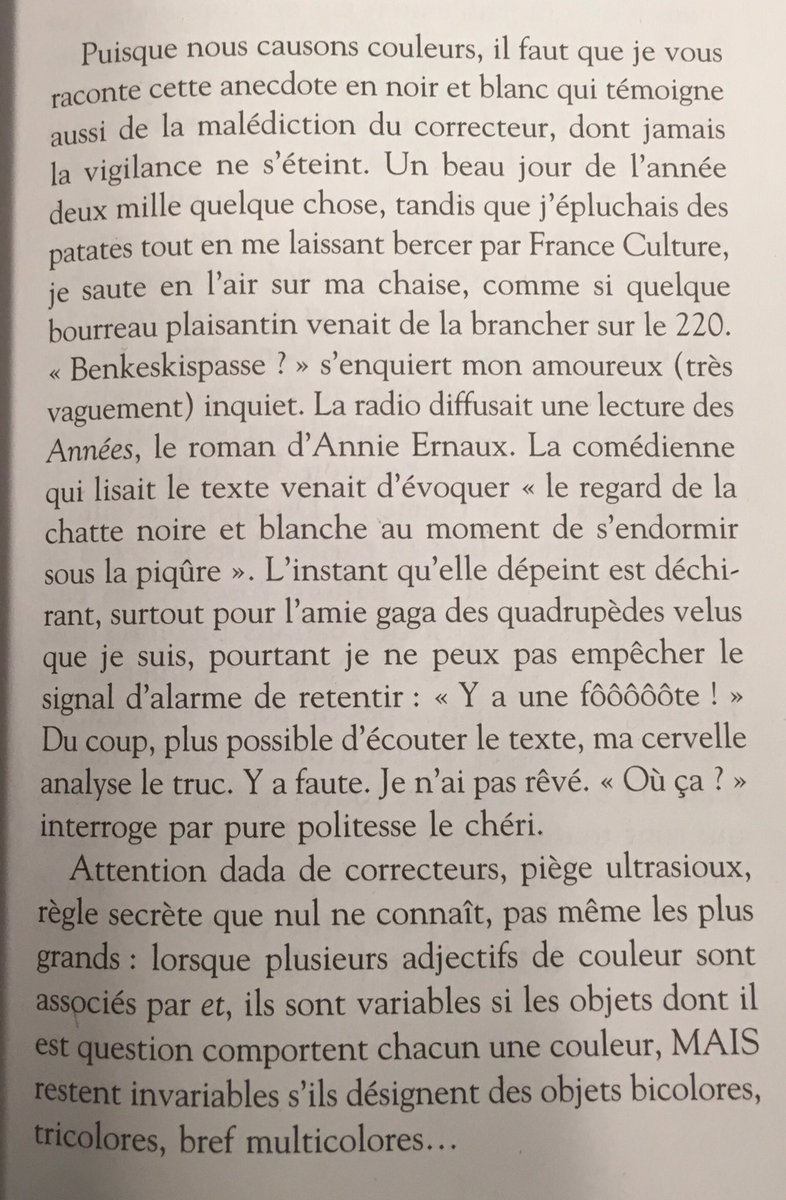 Puisque nous causons couleurs, il faut que je vous
raconte cette anecdote en noir et blanc qui témoigne
aussi de la malédiction du correcteur, dont jamais
la vigilance ne s'éteint. Un beau jour de l'année
deux mille quelque chose, tandis que j'épluchais des
patates tout en me laissant bercer par France Culture,
je saute en l'air sur ma chaise, comme si quelque
bourreau plaisantin venait de la brancher sur le 220.
« Benkeskispasse ? » s'enquiert mon amoureux (très
vaguement) inquiet. La radio diffusait une lecture des
Années, le roman d'Annie Ernaux. La comédienne
qui lisait le texte venait d'évoquer « le regard de la
chatte noire et blanche au moment de s'endormir
sous la piqûre ». L'instant qu'elle dépeint est déchi-
rant, surtout pour l'amie gaga des quadrupèdes velus
que je suis, pourtant je ne peux pas empêcher le
signal d'alarme de retentir : « Y a une fôôôôôte ! »
Du coup, plus possible d'écouter le texte, ma cervelle
analyse le truc. Y a faute. Je n'ai pas rêvé. « Où ça ? »
interroge par pure politesse le chéri.
Attention dada de correcteurs, piège ultrasioux,
règle secrète que nul ne connaît, pas même les plus
grands : lorsque plusieurs adjectifs de couleur sont
associés par et, ils sont variables si les objets dont il
est question comportent chacun une couleur, MAIS
restent invariables s'ils désignent des objets bicolores,
tricolores, bref multicolores…